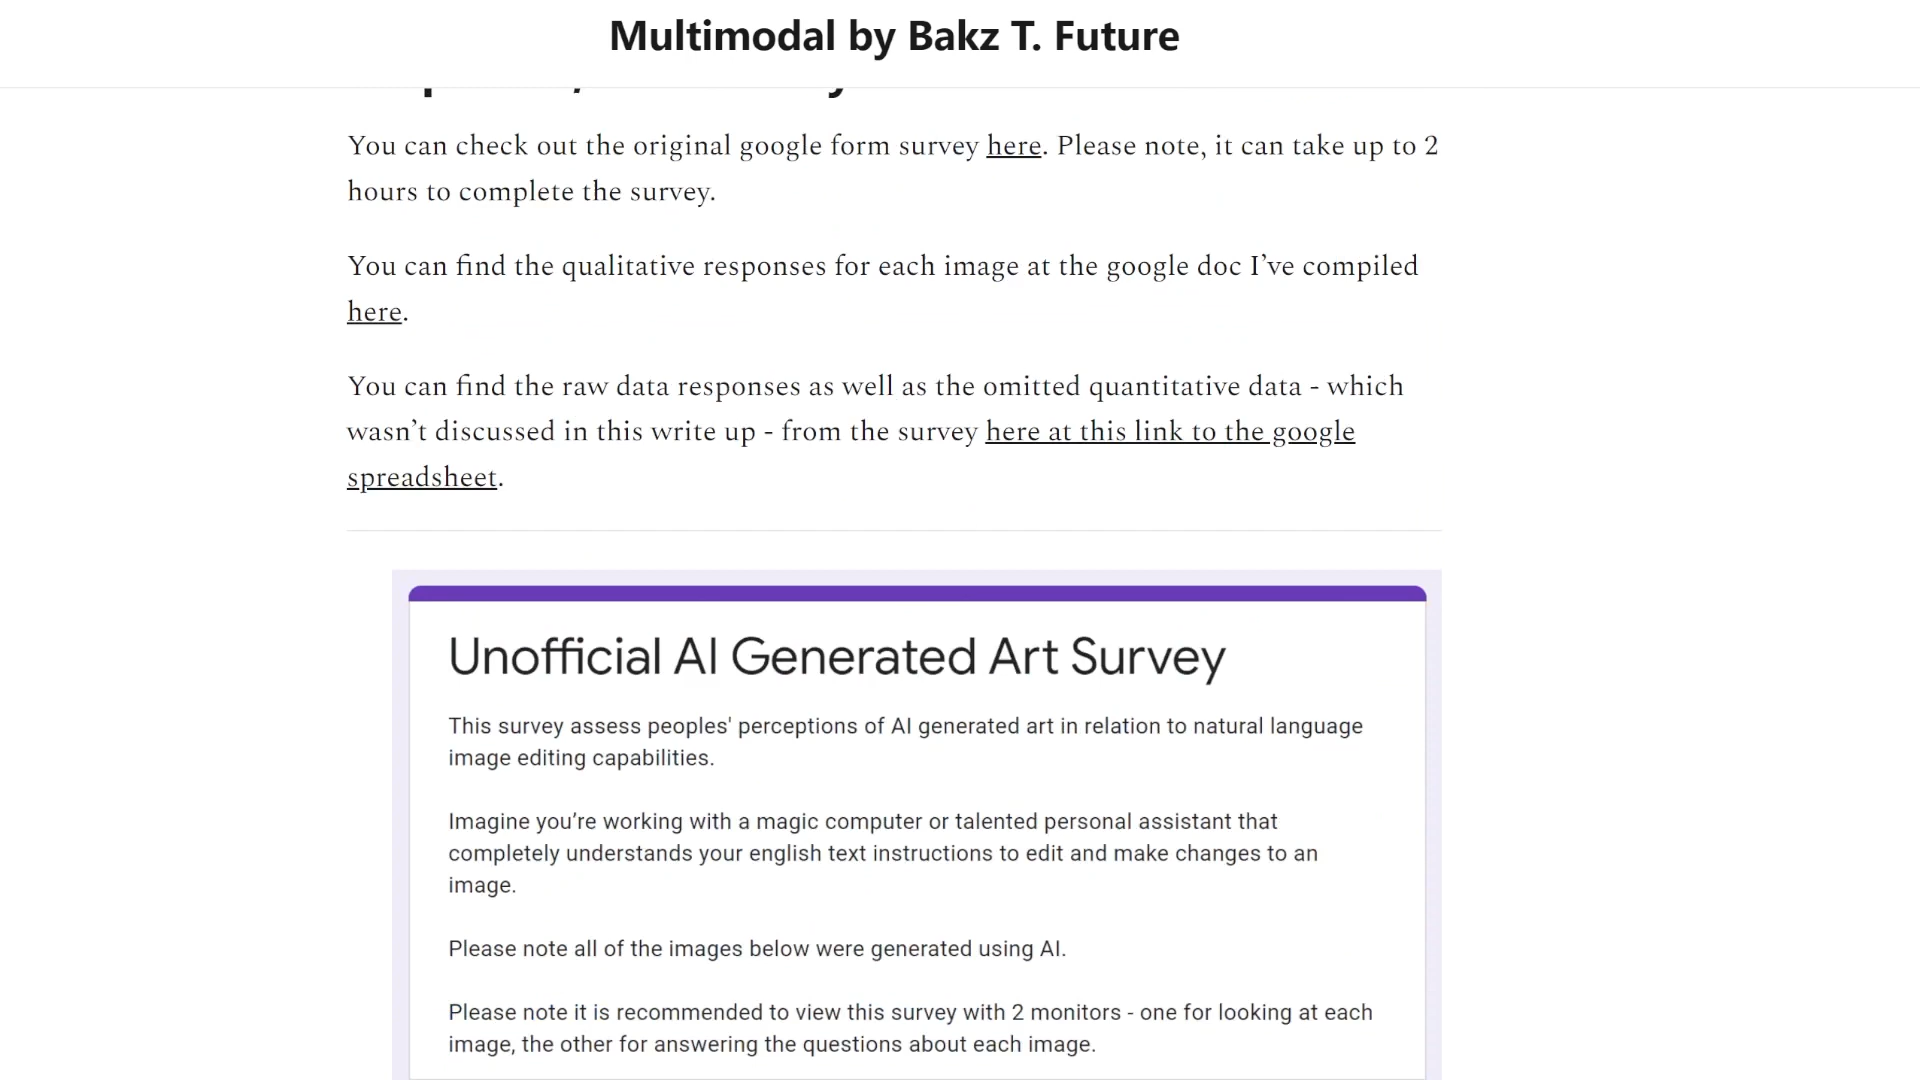 Multimodal by Bakz T. Future
You can check out the original google form survey here. Please note, it can take up to 2
hours to complete the survey.
You can find the qualitative responses for each image at the google doc I’ve compiled
here.
You can find the raw data responses as well as the omitted quantitative data - which
wasn’t discussed in this write up - from the survey here at this link to the google
spreadsheet.
Unofficial AI Generated Art Survey
This survey assess peoples' perceptions of AI generated art in relation to natural language
image editing capabilities.
Imagine you’re working with a magic computer or talented personal assistant that
completely understands your english text instructions to edit and make changes to an
image.
Please note all of the images below were generated using AI.
Please note it is recommended to view this survey with 2 monitors - one for looking at each
image, the other for answering the questions about each image.